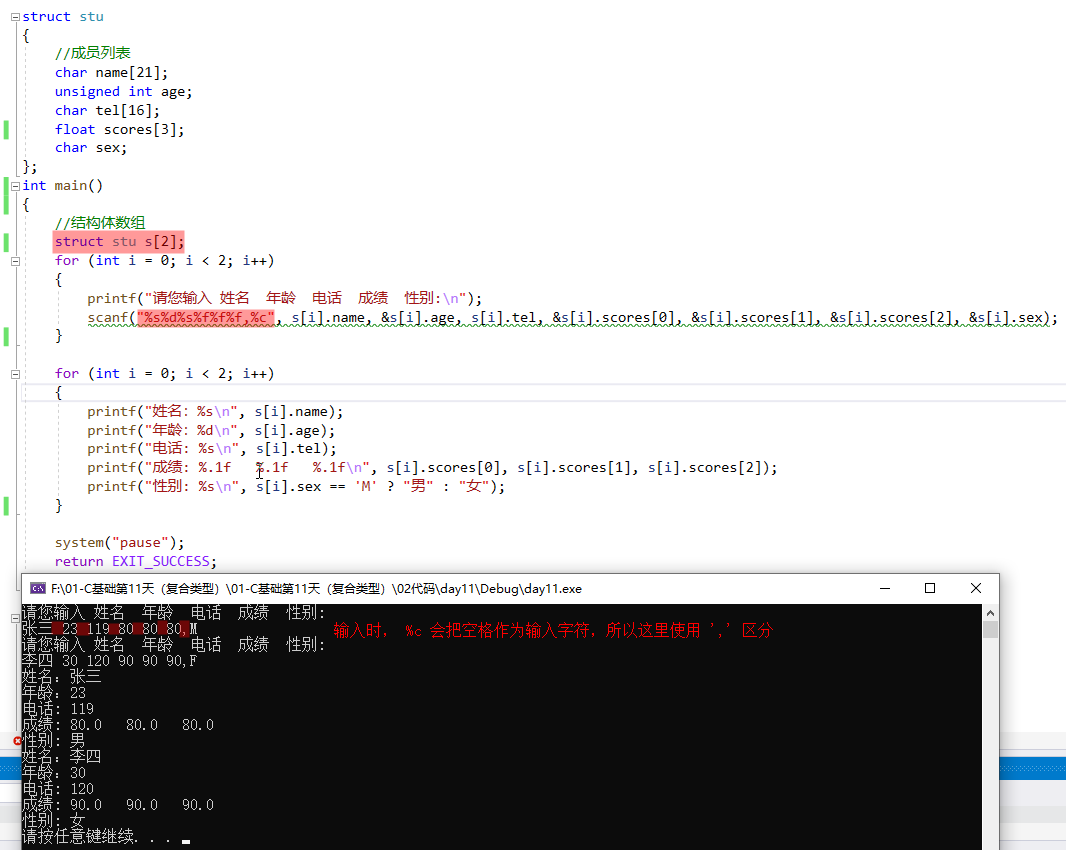 struct stu
{
//成员列表
char name[21];
unsigned int age;
char tel[16];
float scores[3];
char sex;
};
int main()
{
//结构体数组
struct stu s[2];
for (int i = 0; i < 2; i++)
{
printf("请您输入 姓名  年龄  电话  成绩  性别:\n");
scanf("%s%d%s%f%f%f,%c", s[i].name, &s[i].age, s[i].tel, &s[i].scores[0], &s[i].scores[1], &s[i].scores[2], &s[i].sex);
}
for (int i = 0; i < 2; i++)
{
printf("姓名: %s\n", s[i].name);
printf("年龄: %d\n", s[i].age);
printf("电话: %s\n", s[i].tel);
printf("成绩: %.1f   %.1f   %.1f\n", s[i].scores[0], s[i].scores[1], s[i].scores[2]);
printf("性别: %s\n", s[i].sex == 'M' ? "男" : "女");
}
system("pause");
return EXIT_SUCCESS;
F:\01-C基础第11天（复合类型）\01-C基础第11天（复合类型）\02代码\day11\Debug\day11.exe
请您输入 姓名  年龄  电话  成绩  性别:
张三 23 119 80 80 80,M
输入时， %c 会把空格作为输入字符，所以这里使用 ',' 区分
请您输入 姓名  年龄  电话  成绩  性别:
李四 30 120 90 90 90,F
姓名: 张三
年龄: 23
电话: 119
成绩: 80.0   80.0   80.0
性别: 男
姓名: 李四
年龄: 30
电话: 120
成绩: 90.0   90.0   90.0
性别: 女
请按任意键继续. . .